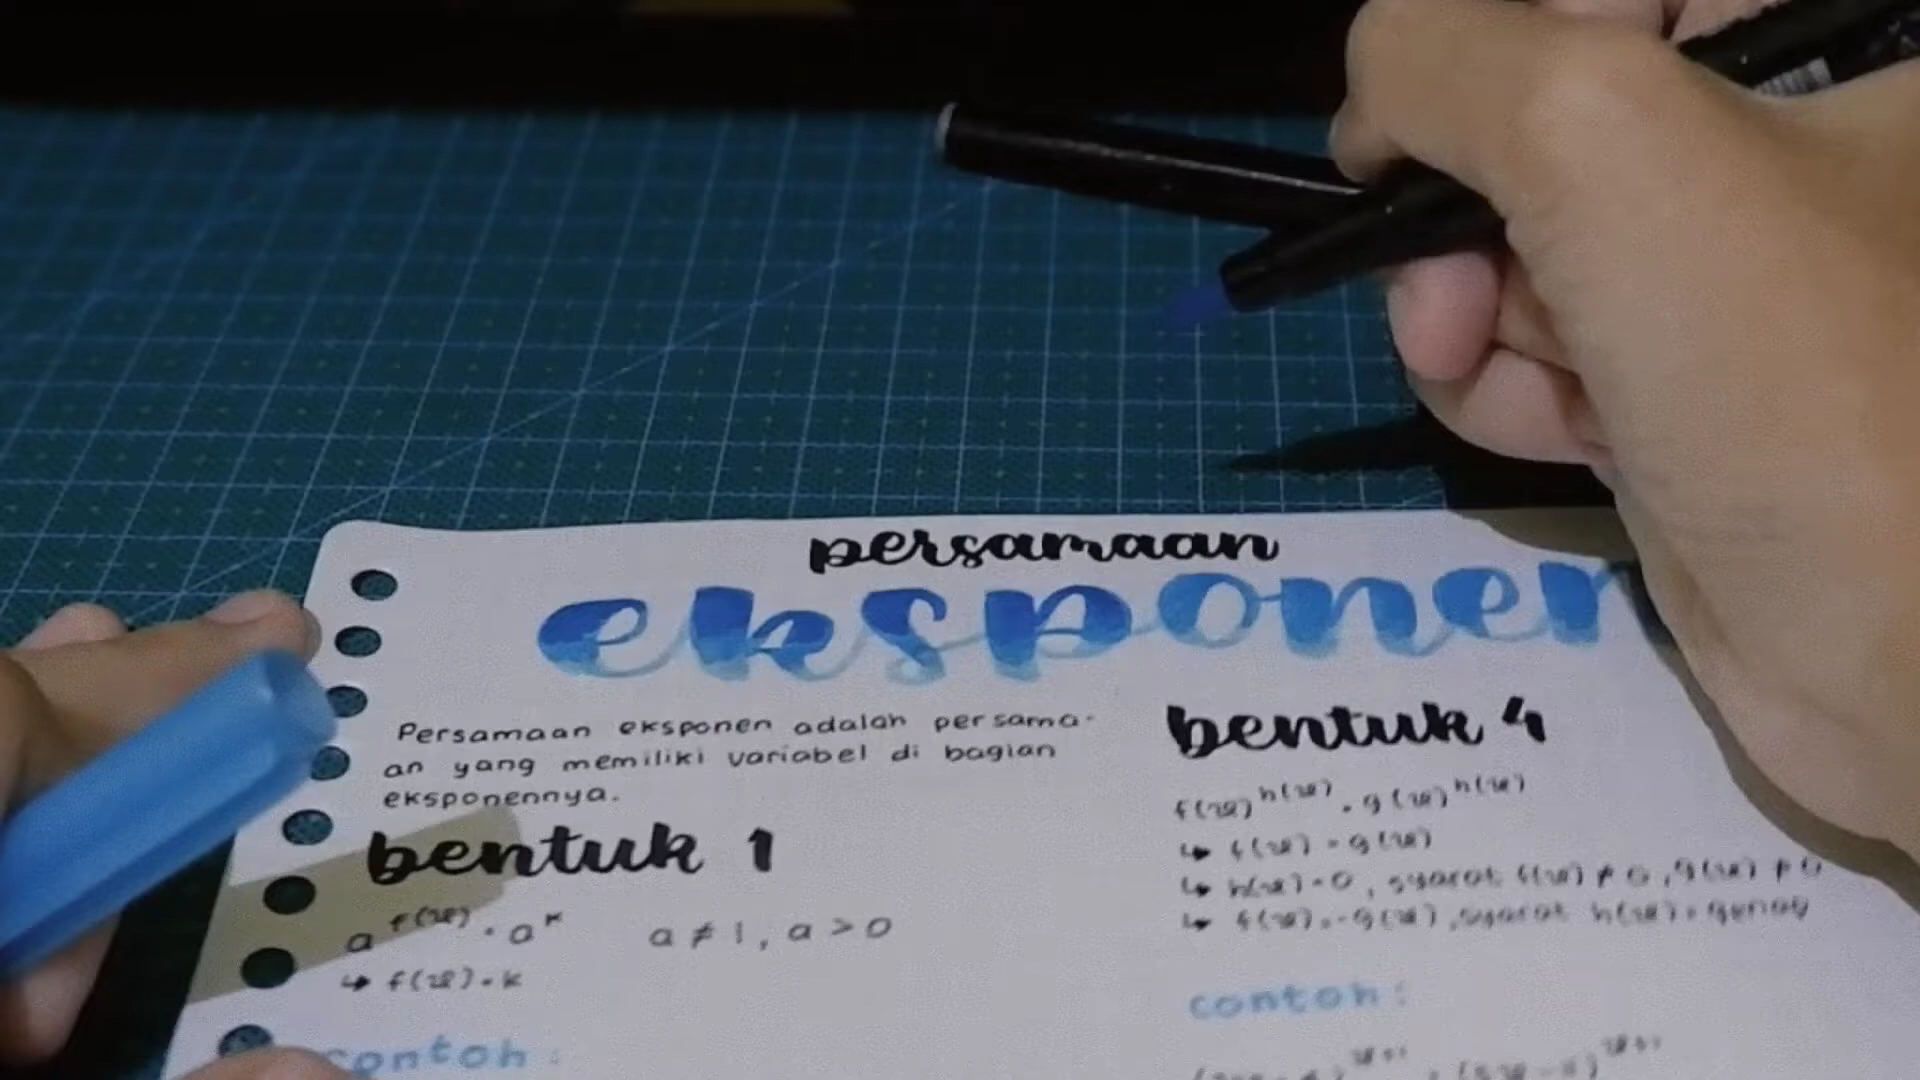 persamaan
eksponen
Persamaan eksponen adalah persama-
an yang memiliki variabel di bagian
eksponennya.
bentuk 1
a^f(x) = a^k a ≠ 1, a > 0
↳ f(x) = k
contoh :
bentuk 4
f(x)^h(x) = g(x)^h(x)
↳ f(x) = g(x)
↳ h(x) = 0, syarat f(x) ≠ 0, g(x) ≠ 0
↳ f(x) = -g(x), syarat h(x) = genap
contoh :